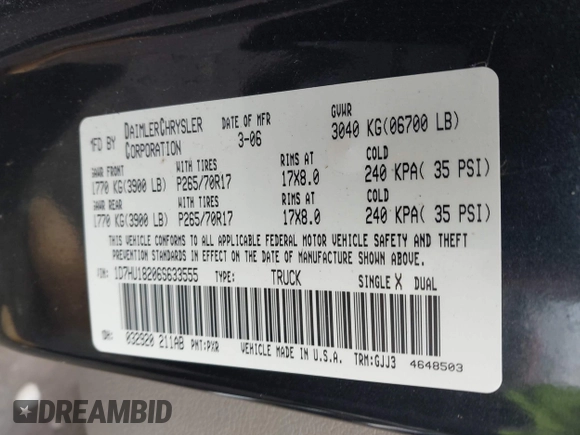 MFD BY DAIMLERCHRYSLER CORPORATION DATE OF MFR 3-06 GVWR 3040 KG(06700 LB)
GAWR FRONT WITH TIRES RIMS AT COLD
1770 KG(3900 LB) P265/70R17 17X8.0 240 KPA( 35 PSI)
GAWR REAR WITH TIRES RIMS AT COLD
1770 KG(3900 LB) P265/70R17 17X8.0 240 KPA( 35 PSI)
THIS VEHICLE CONFORMS TO ALL APPLICABLE FEDERAL MOTOR VEHICLE SAFETY AND THEFT
PREVENTION STANDARDS IN EFFECT ON THE DATE OF MANUFACTURE SHOWN ABOVE.
VIN: 1D7HU18206S633555 TYPE: TRUCK SINGLE X DUAL
MDH: 032920 211AB PNT:PXR VEHICLE MADE IN U.S.A. TRM:GJJ3 4648503
DREAMBID